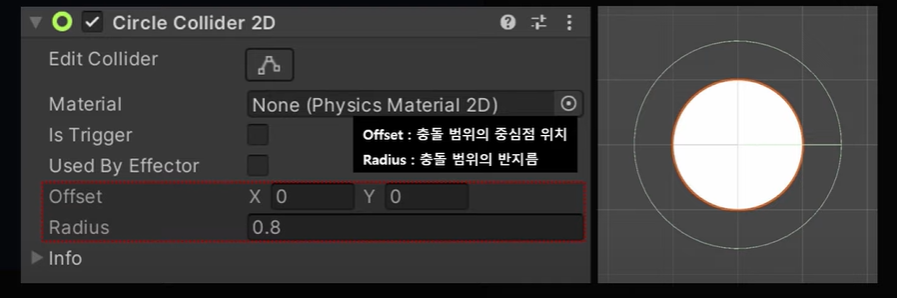 Circle Collider 2D
Edit Collider
Material None (Physics Material 2D)
Is Trigger
Offset : 충돌 범위의 중심점 위치
Radius : 충돌 범위의 반지름
Used By Effector
Offset X 0 Y 0
Radius 0.8
Info